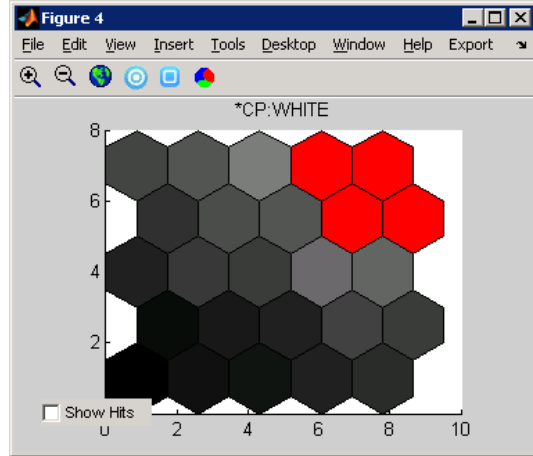 Figure 4
File Edit View Insert Tools Desktop Window Help Export
*CP:WHITE
8
6
4
2
Show Hits
0 2 4 6 8 10